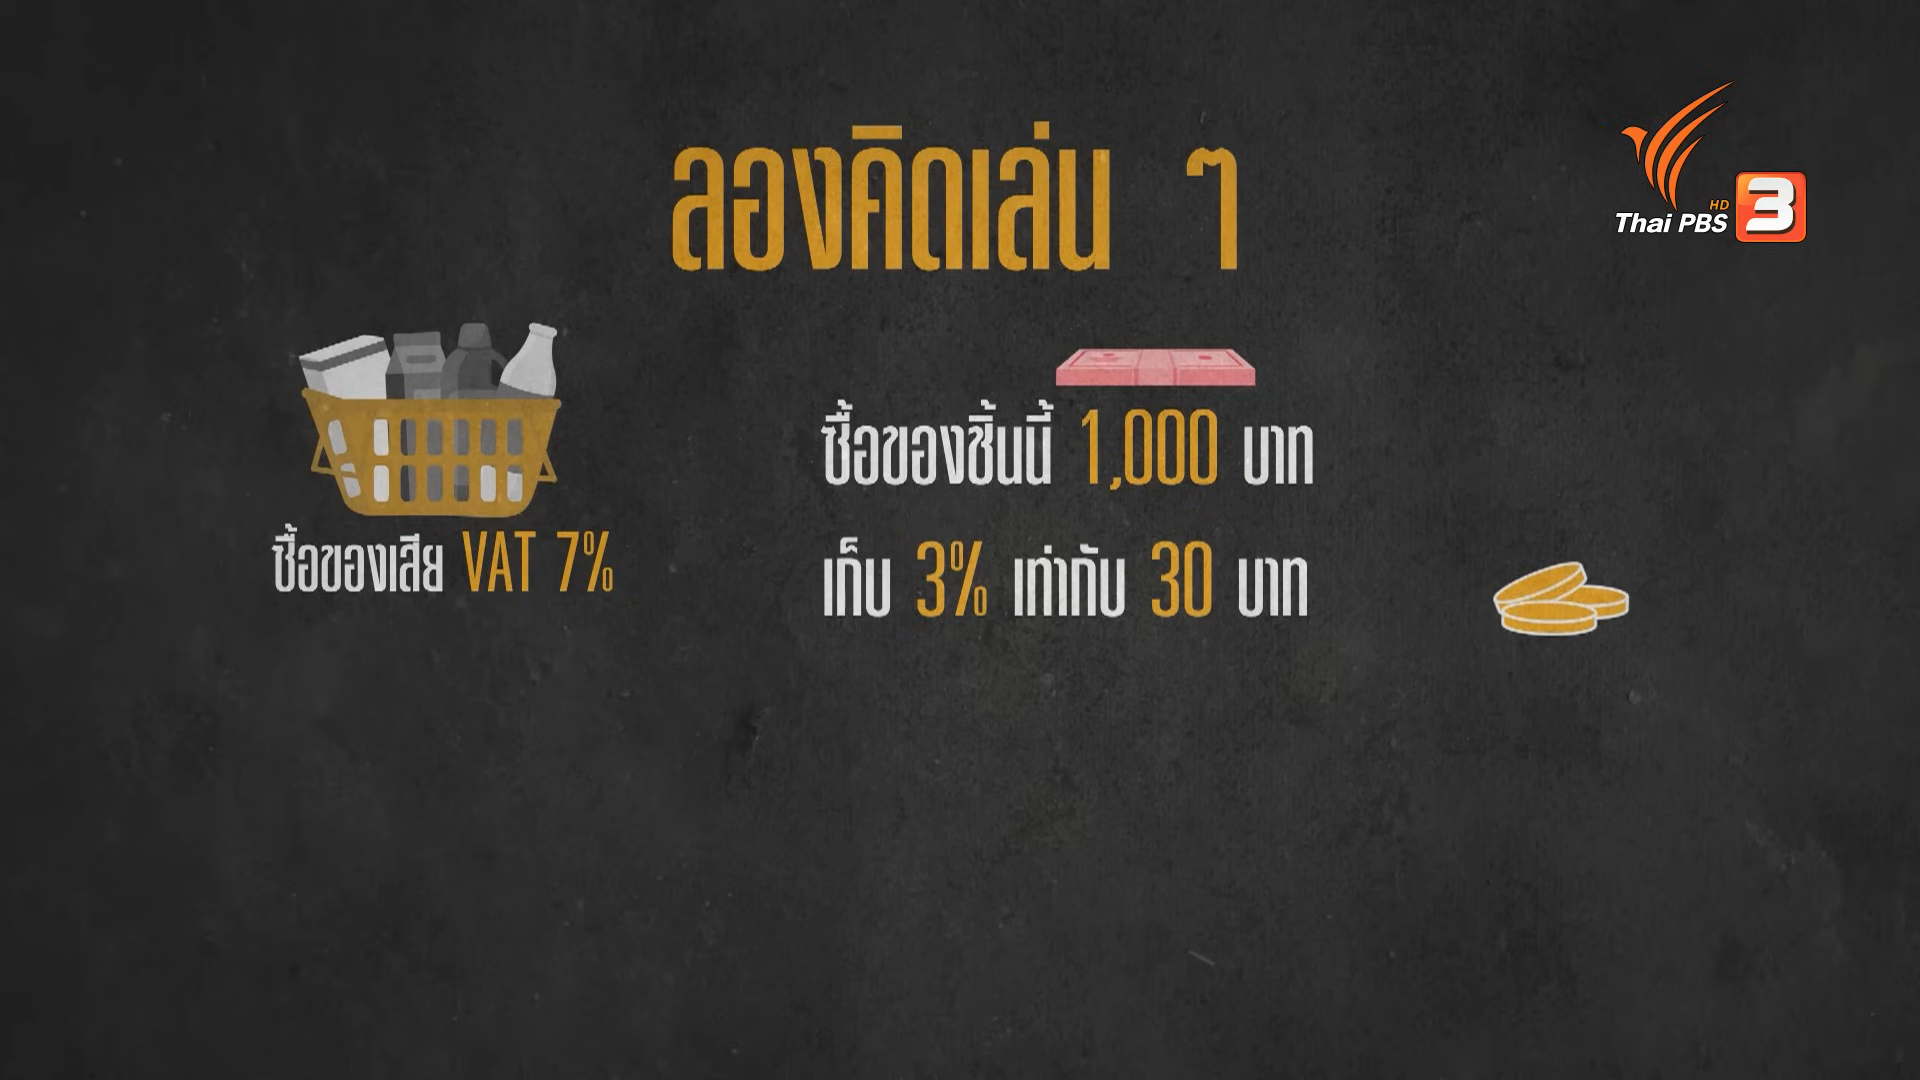 ลองคิดเล่น ๆ
HD
Thai PBS 3
ซื้อของเสีย VAT 7%
ซื้อของชิ้นนี้ 1,000 บาท
เก็บ 3% เท่ากับ 30 บาท